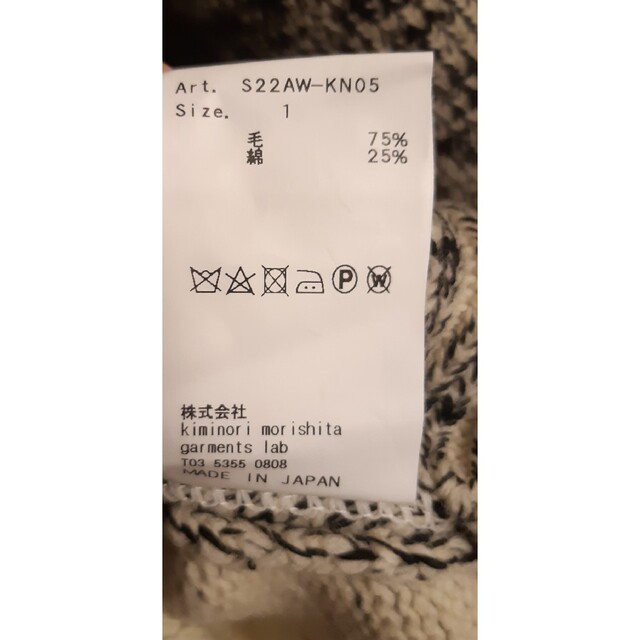 Art. S22AW-KN05
Size. 1
毛 75%
綿 25%
P W
株式会社
kiminori morishita
garments lab
T03 5355 0808
MADE IN JAPAN